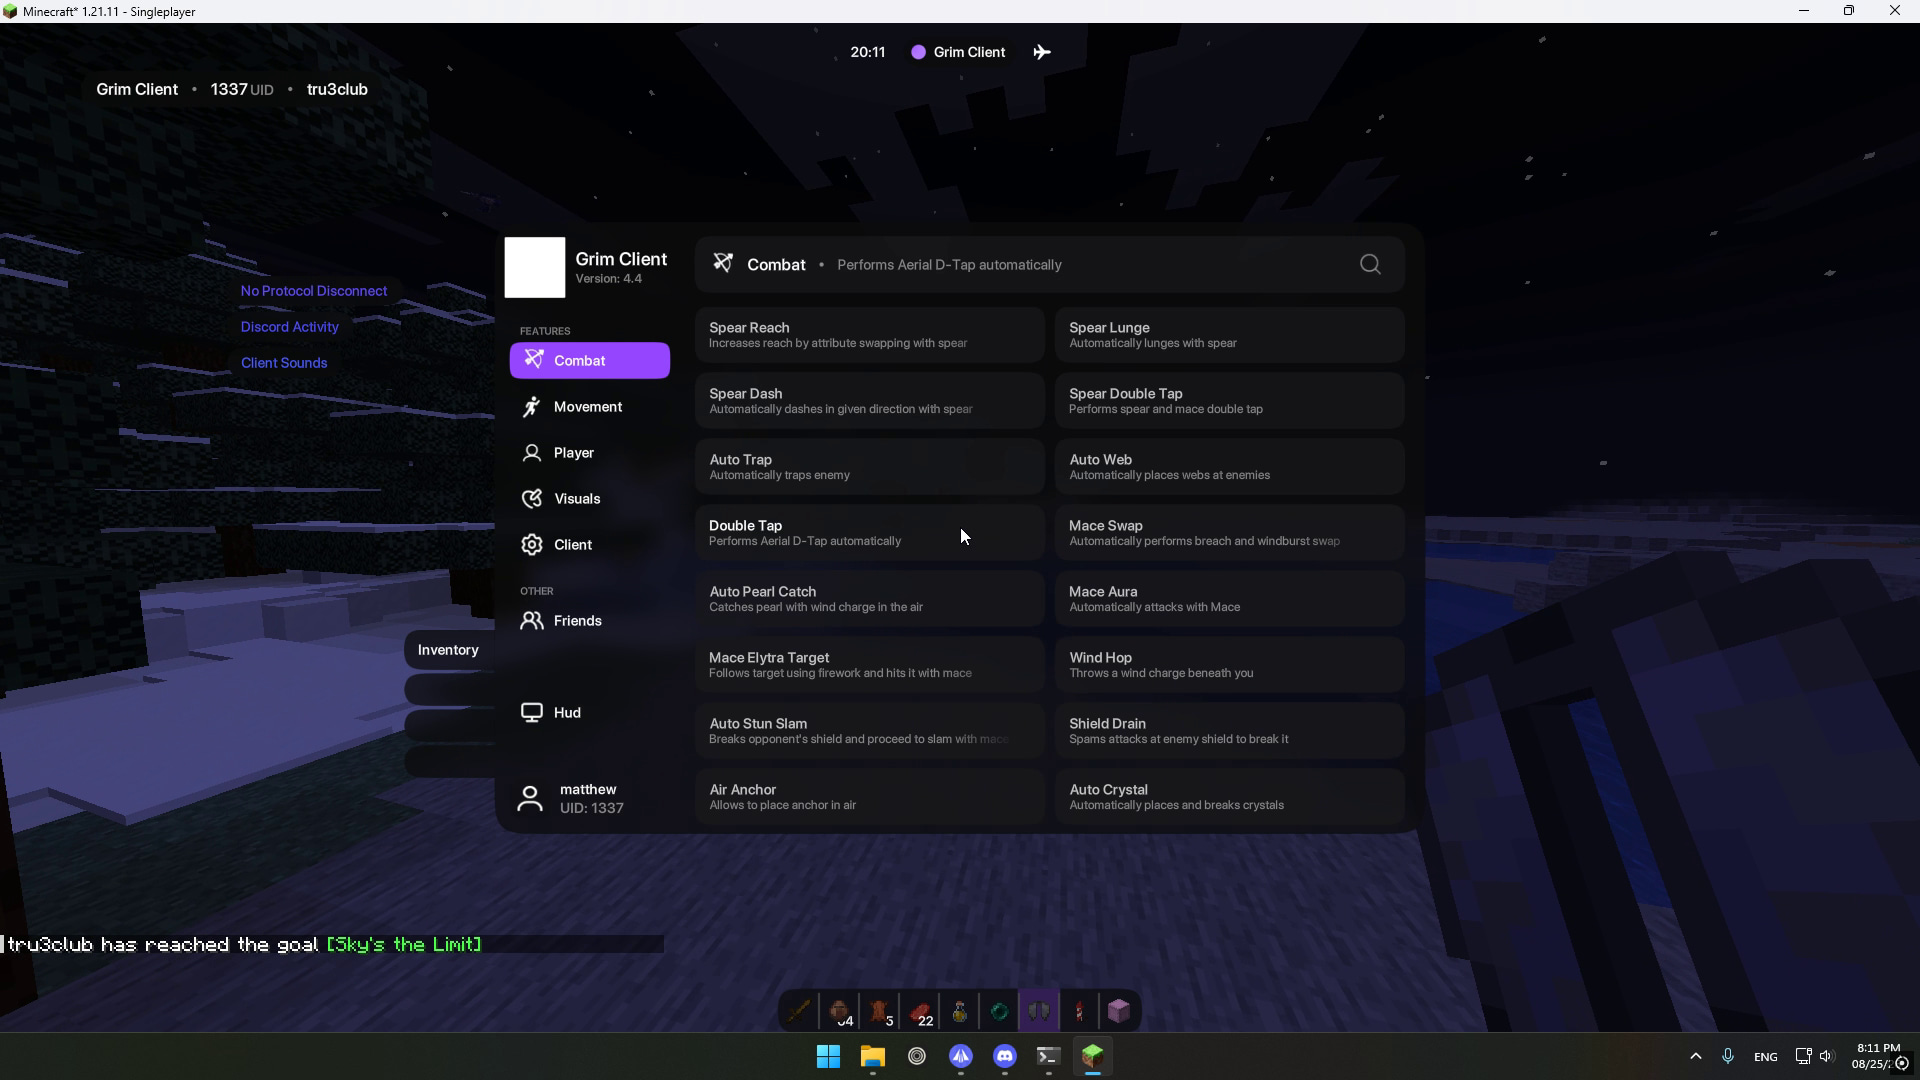 Minecraft* 1.21.11 - Singleplayer
20:11 Grim Client
Grim Client • 1337 UID • tru3club
No Protocol Disconnect
Discord Activity
Client Sounds
Grim Client
Version: 4.4
FEATURES
Combat
Movement
Player
Visuals
Client
OTHER
Friends
Inventory
Hud
matthew
UID: 1337
Combat • Performs Aerial D-Tap automatically
Spear Reach
Increases reach by attribute swapping with spear
Spear Lunge
Automatically lunges with spear
Spear Dash
Automatically dashes in given direction with spear
Spear Double Tap
Performs spear and mace double tap
Auto Trap
Automatically traps enemy
Auto Web
Automatically places webs at enemies
Double Tap
Performs Aerial D-Tap automatically
Mace Swap
Automatically performs breach and windburst swap
Auto Pearl Catch
Catches pearl with wind charge in the air
Mace Aura
Automatically attacks with Mace
Mace Elytra Target
Follows target using firework and hits it with mace
Wind Hop
Throws a wind charge beneath you
Auto Stun Slam
Breaks opponent's shield and proceed to slam with mace
Shield Drain
Spams attacks at enemy shield to break it
Air Anchor
Allows to place anchor in air
Auto Crystal
Automatically places and breaks crystals
tru3club has reached the goal [Sky's the Limit]
5 22
ENG
8:11 PM
08/25/